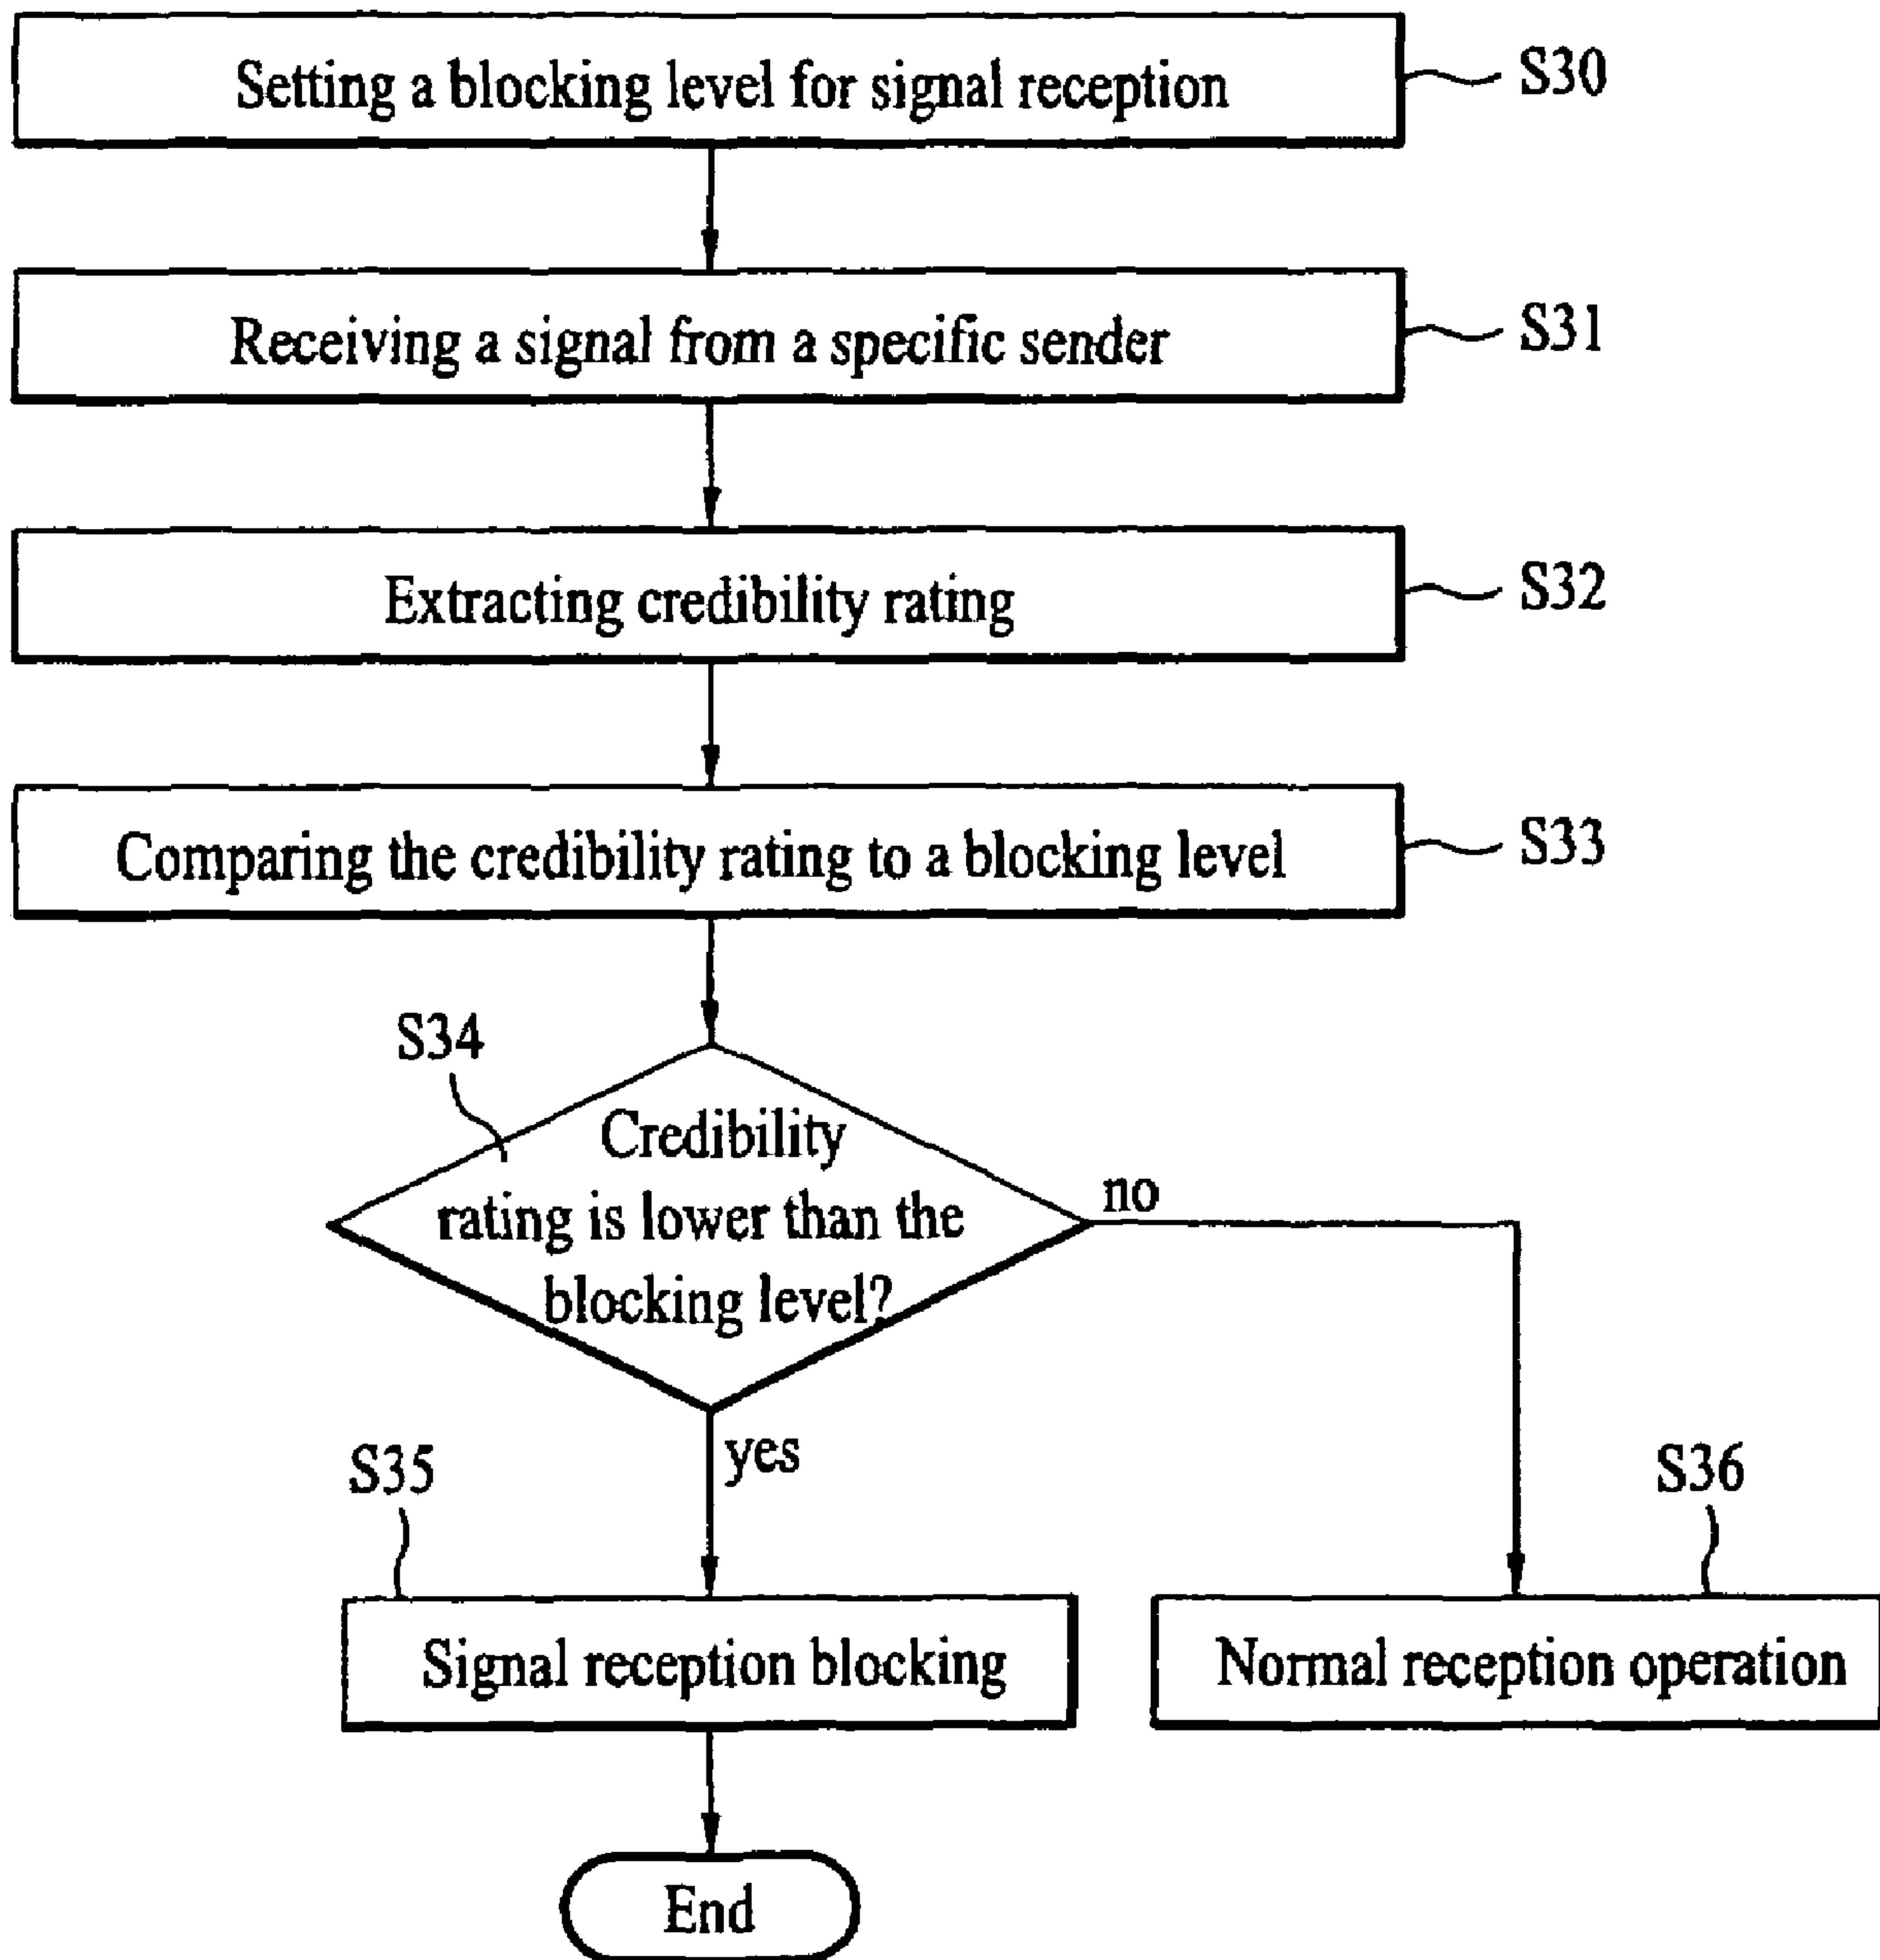 Setting a blocking level for signal reception
S30
Receiving a signal from a specific sender
S31
Extracting credibility rating
S32
Comparing the credibility rating to a blocking level
S33
S34
Credibility
rating is lower than the
blocking level?
no
yes
S35
S36
Signal reception blocking
Normal reception operation
End